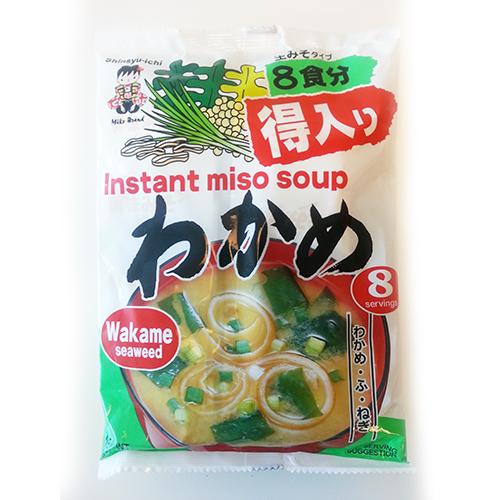 Shinsyu-ichi
Miko Brand
生みそタイプ
8食分
得入り
Instant miso soup
わかめ
8
servings
Wakame
seaweed
わかめ・ふ・ねぎ
SERVING
SUGGESTION